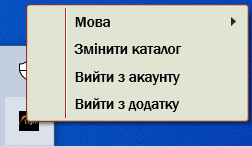 Мова
Змінити каталог
Вийти з акаунту
Вийти з додатку